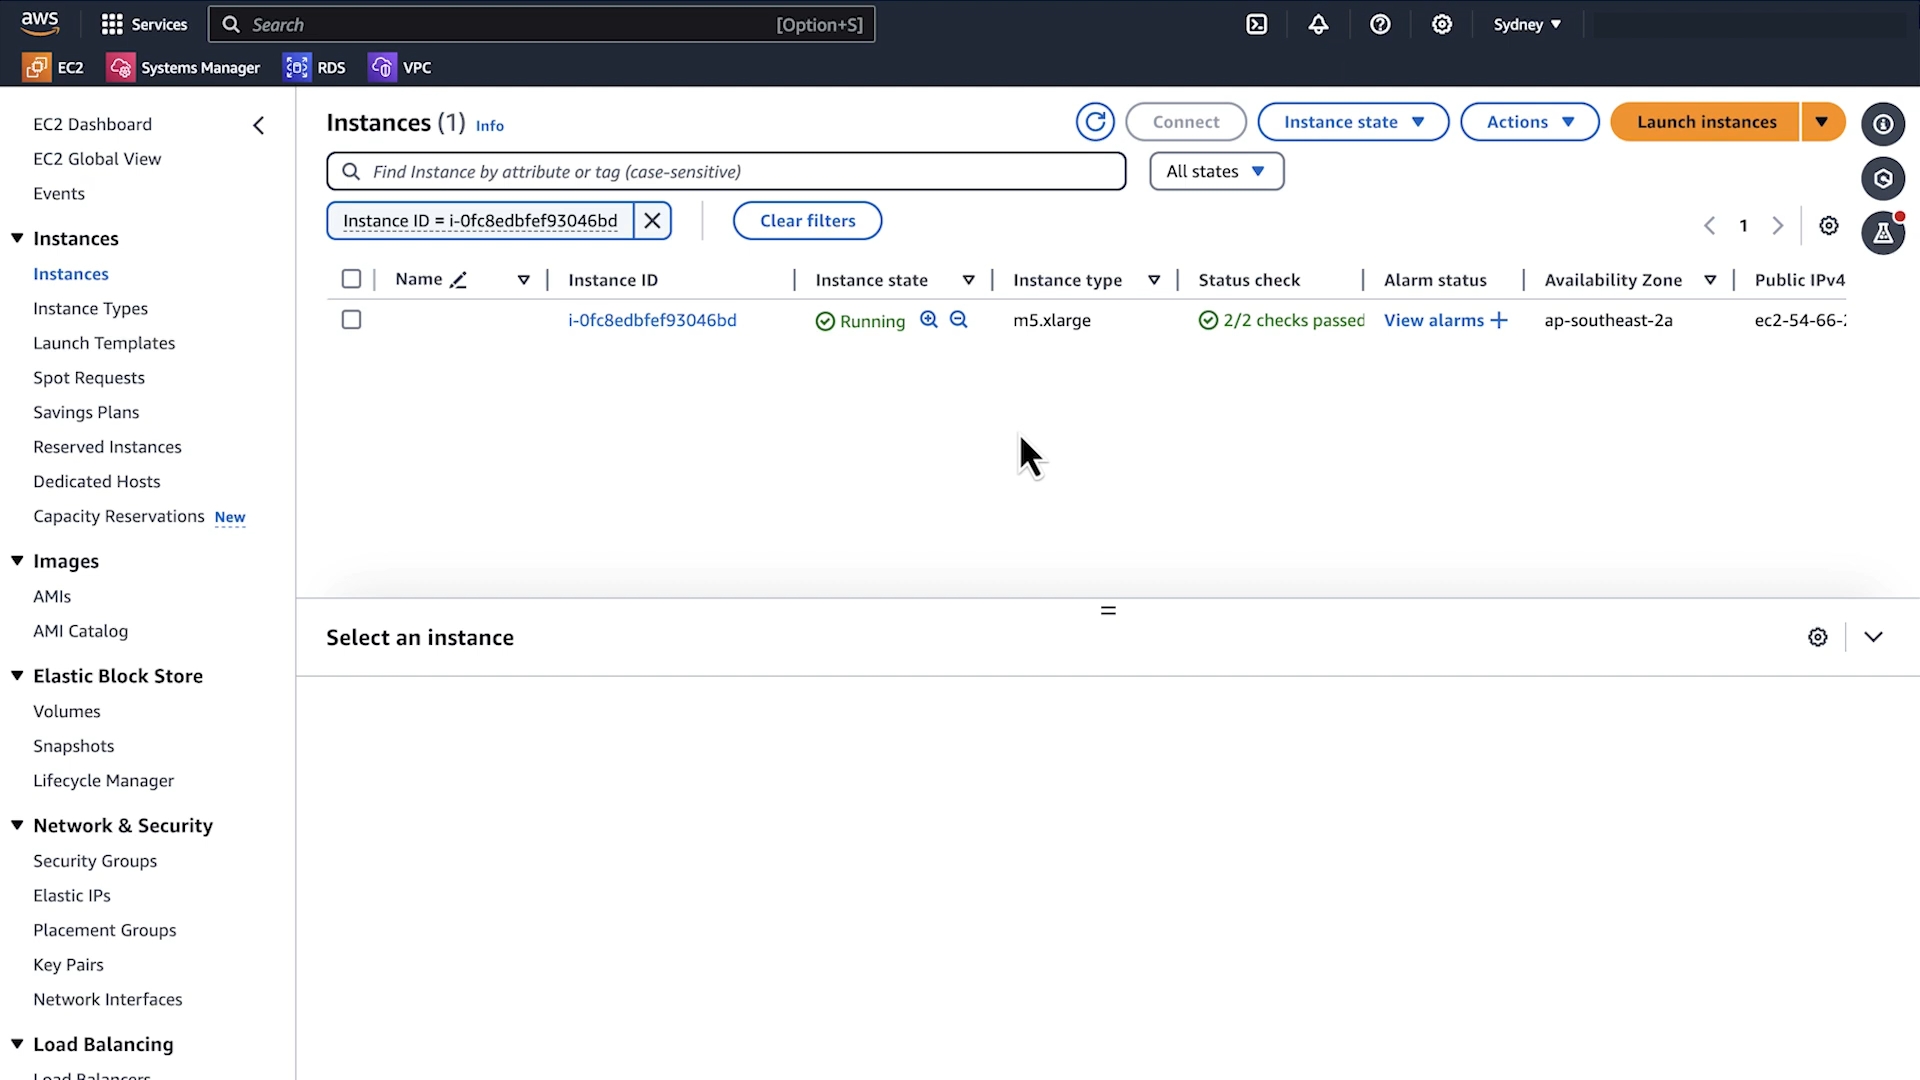 aws
Services
Search
[Option+S]
Sydney
EC2
Systems Manager
RDS
VPC
EC2 Dashboard
EC2 Global View
Events
Instances
Instances
Instance Types
Launch Templates
Spot Requests
Savings Plans
Reserved Instances
Dedicated Hosts
Capacity Reservations New
Images
AMIs
AMI Catalog
Elastic Block Store
Volumes
Snapshots
Lifecycle Manager
Network & Security
Security Groups
Elastic IPs
Placement Groups
Key Pairs
Network Interfaces
Load Balancing
Load Balancers
Instances (1) Info
Connect
Instance state
Actions
Launch instances
Find Instance by attribute or tag (case-sensitive)
All states
Instance ID = i-0fc8edbfef93046bd
Clear filters
1
Name
Instance ID
Instance state
Instance type
Status check
Alarm status
Availability Zone
Public IPv4
i-0fc8edbfef93046bd
Running
m5.xlarge
2/2 checks passed
View alarms +
ap-southeast-2a
ec2-54-66-
Select an instance